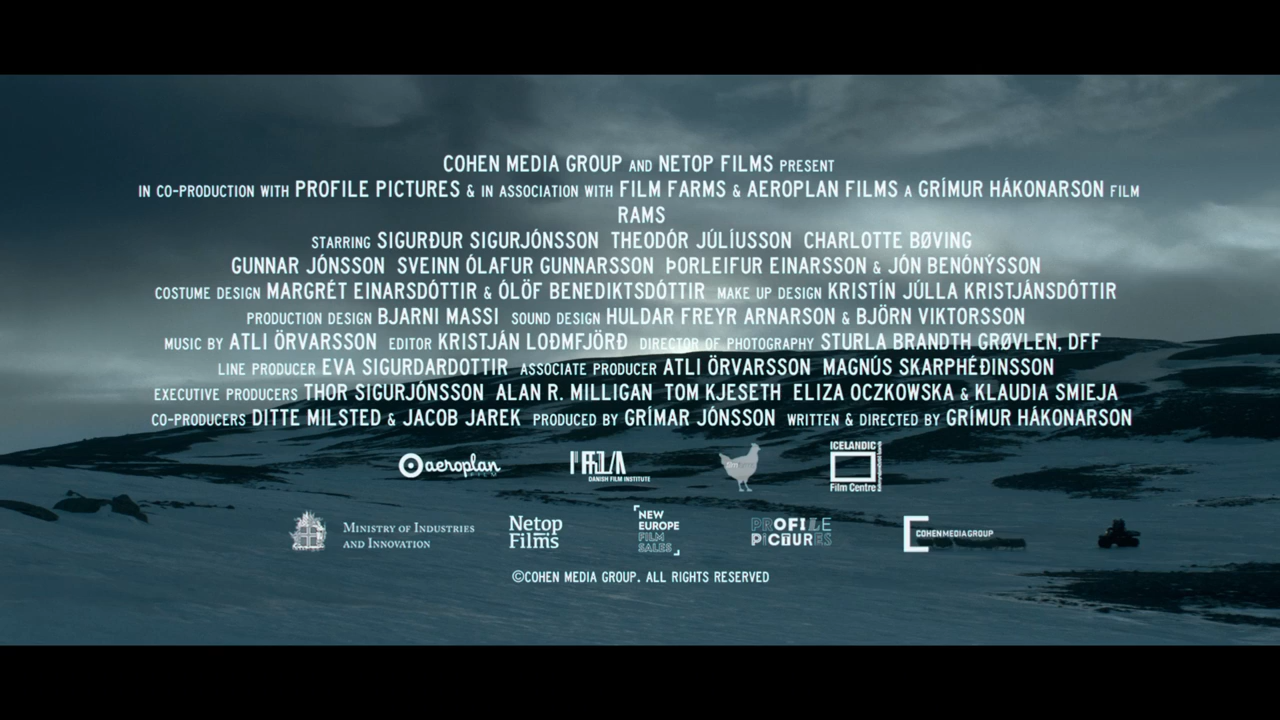 COHEN MEDIA GROUP AND NETOP FILMS PRESENT
IN CO-PRODUCTION WITH PROFILE PICTURES & IN ASSOCIATION WITH FILM FARMS & AEROPLAN FILMS A GRÍMUR HÁKONARSON FILM
RAMS
STARRING SIGURÐUR SIGURJÓNSSON THEODÓR JÚLÍUSSON CHARLOTTE BØVING
GUNNAR JÓNSSON SVEINN ÓLAFUR GUNNARSSON ÞORLEIFUR EINARSSON & JÓN BENÓNÝSSON
COSTUME DESIGN MARGRÉT EINARSDÓTTIR & ÓLÖF BENEDIKTSDÓTTIR MAKE UP DESIGN KRISTÍN JÚLLA KRISTJÁNSDÓTTIR
PRODUCTION DESIGN BJARNI MASSI SOUND DESIGN HULDAR FREYR ARNARSON & BJÖRN VIKTORSSON
MUSIC BY ATLI ÖRVARSSON EDITOR KRISTJÁN LOÐMFJÖRÐ DIRECTOR OF PHOTOGRAPHY STURLA BRANDTH GRØVLEN, DFF
LINE PRODUCER EVA SIGURDARDOTTIR ASSOCIATE PRODUCER ATLI ÖRVARSSON MAGNÚS SKARPHÉÐINSSON
EXECUTIVE PRODUCERS THOR SIGURJÓNSSON ALAN R. MILLIGAN TOM KJESETH ELIZA OCZKOWSKA & KLAUDIA SMIEJA
CO-PRODUCERS DITTE MILSTED & JACOB JAREK PRODUCED BY GRÍMAR JÓNSSON WRITTEN & DIRECTED BY GRÍMUR HÁKONARSON
aeroplan
DANISH FILM INSTITUTE
film
ICELANDIC
Film Centre
MINISTRY OF INDUSTRIES
AND INNOVATION
Netop
Films
NEW
EUROPE
FILM
SALES
PROFILE
PICTURES
COHENMEDIAGROUP
©COHEN MEDIA GROUP. ALL RIGHTS RESERVED